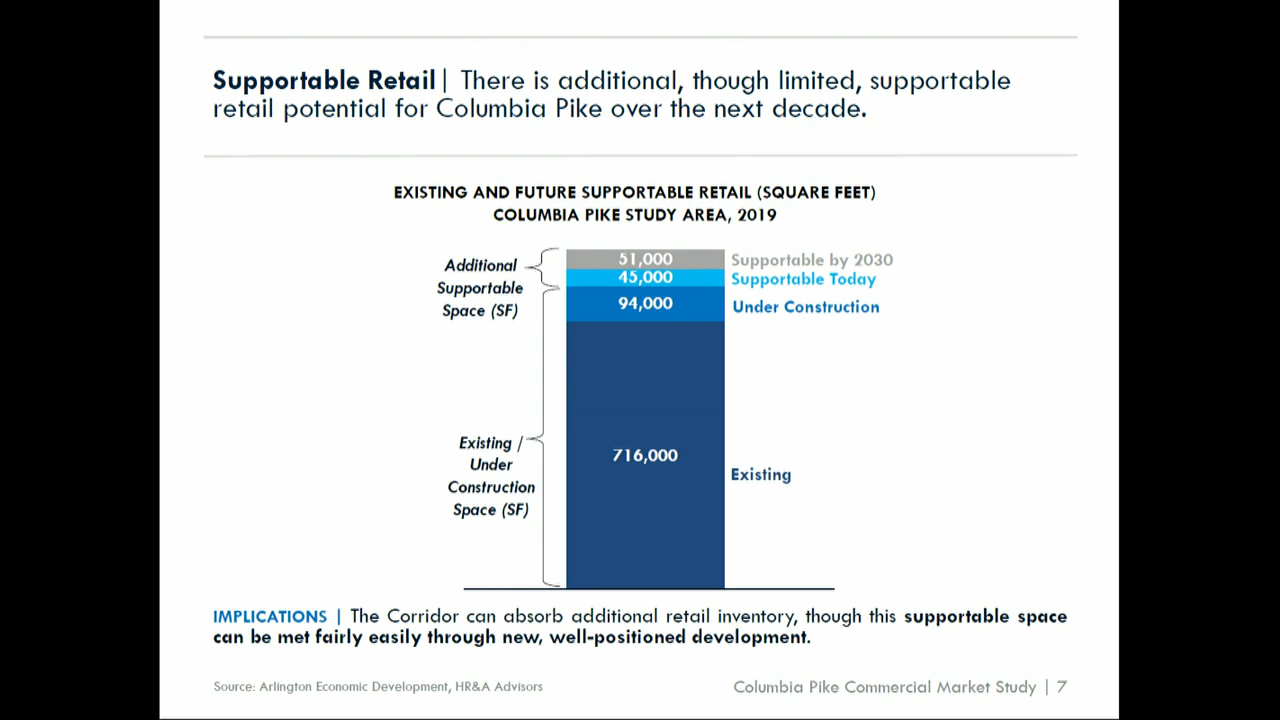 Supportable Retail| There is additional, though limited, supportable
retail potential for Columbia Pike over the next decade.
EXISTING AND FUTURE SUPPORTABLE RETAIL (SQUARE FEET)
COLUMBIA PIKE STUDY AREA, 2019
Additional
Supportable
Space (SF)
51,000
Supportable by 2030
45,000
Supportable Today
94,000
Under Construction
Existing /
Under
Construction
Space (SF)
716,000
Existing
IMPLICATIONS | The Corridor can absorb additional retail inventory, though this supportable space
can be met fairly easily through new, well-positioned development.
Source: Arlington Economic Development, HR&A Advisors
Columbia Pike Commercial Market Study | 7